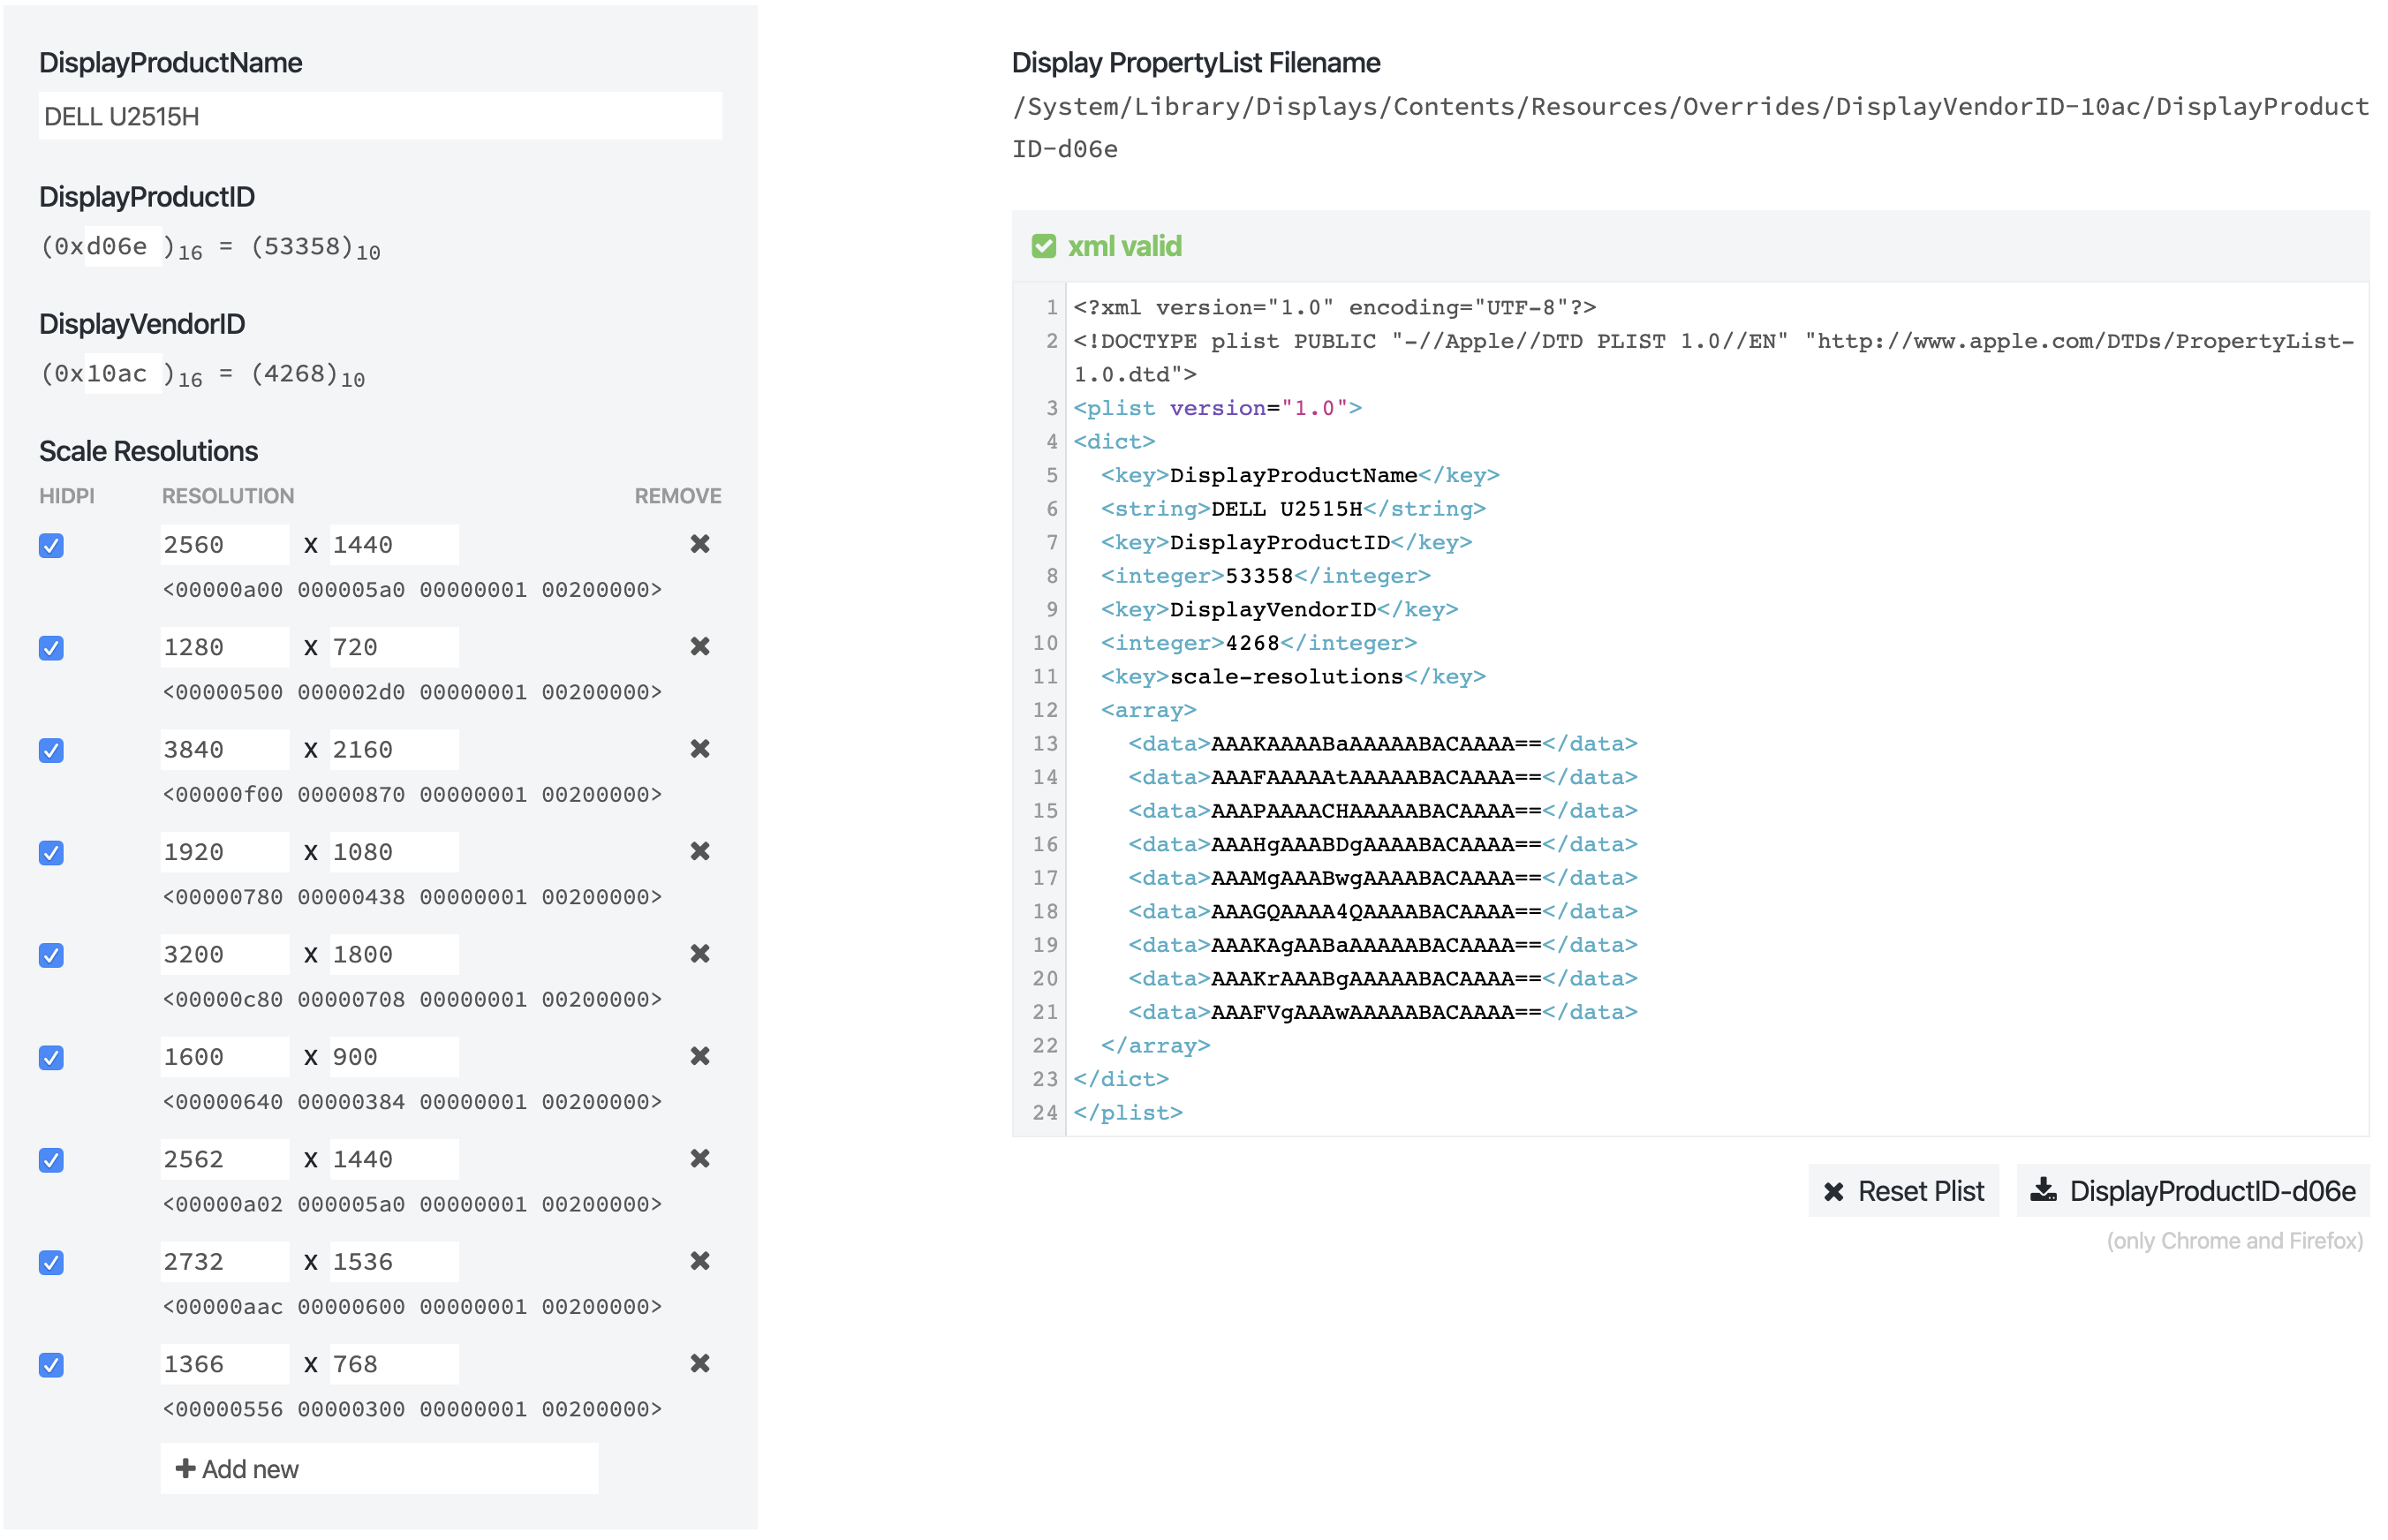 DisplayProductName
DELL U2515H
DisplayProductID
(0xd06e )16 = (53358)10
DisplayVendorID
(0x10ac )16 = (4268)10
Scale Resolutions
HIDPI RESOLUTION REMOVE
2560 x 1440
<00000a00 000005a0 00000001 00200000>
1280 x 720
<00000500 000002d0 00000001 00200000>
3840 x 2160
<00000f00 00000870 00000001 00200000>
1920 x 1080
<00000780 00000438 00000001 00200000>
3200 x 1800
<00000c80 00000708 00000001 00200000>
1600 x 900
<00000640 00000384 00000001 00200000>
2562 x 1440
<00000a02 000005a0 00000001 00200000>
2732 x 1536
<00000aac 00000600 00000001 00200000>
1366 x 768
<00000556 00000300 00000001 00200000>
Add new
Display PropertyList Filename
/System/Library/Displays/Contents/Resources/Overrides/DisplayVendorID-10ac/DisplayProduct
ID-d06e
xml valid
1 <?xml version="1.0" encoding="UTF-8"?>
2 <!DOCTYPE plist PUBLIC "-//Apple//DTD PLIST 1.0//EN" "http://www.apple.com/DTDs/PropertyList-
1.0.dtd">
3 <plist version="1.0">
4 <dict>
5 <key>DisplayProductName</key>
6 <string>DELL U2515H</string>
7 <key>DisplayProductID</key>
8 <integer>53358</integer>
9 <key>DisplayVendorID</key>
10 <integer>4268</integer>
11 <key>scale-resolutions</key>
12 <array>
13 <data>AAAKAAAABaAAAAABACAAAA==</data>
14 <data>AAAFAAAAAtAAAAABACAAAA==</data>
15 <data>AAAPAAAACHAAAAABACAAAA==</data>
16 <data>AAAHgAAABDgAAAABACAAAA==</data>
17 <data>AAAMgAAABwgAAAABACAAAA==</data>
18 <data>AAAGQAAAA4QAAAABACAAAA==</data>
19 <data>AAAKAgAABaAAAAABACAAAA==</data>
20 <data>AAAKrAAABgAAAAABACAAAA==</data>
21 <data>AAAFVgAAAwAAAAABACAAAA==</data>
22 </array>
23 </dict>
24 </plist>
Reset Plist DisplayProductID-d06e
(only Chrome and Firefox)